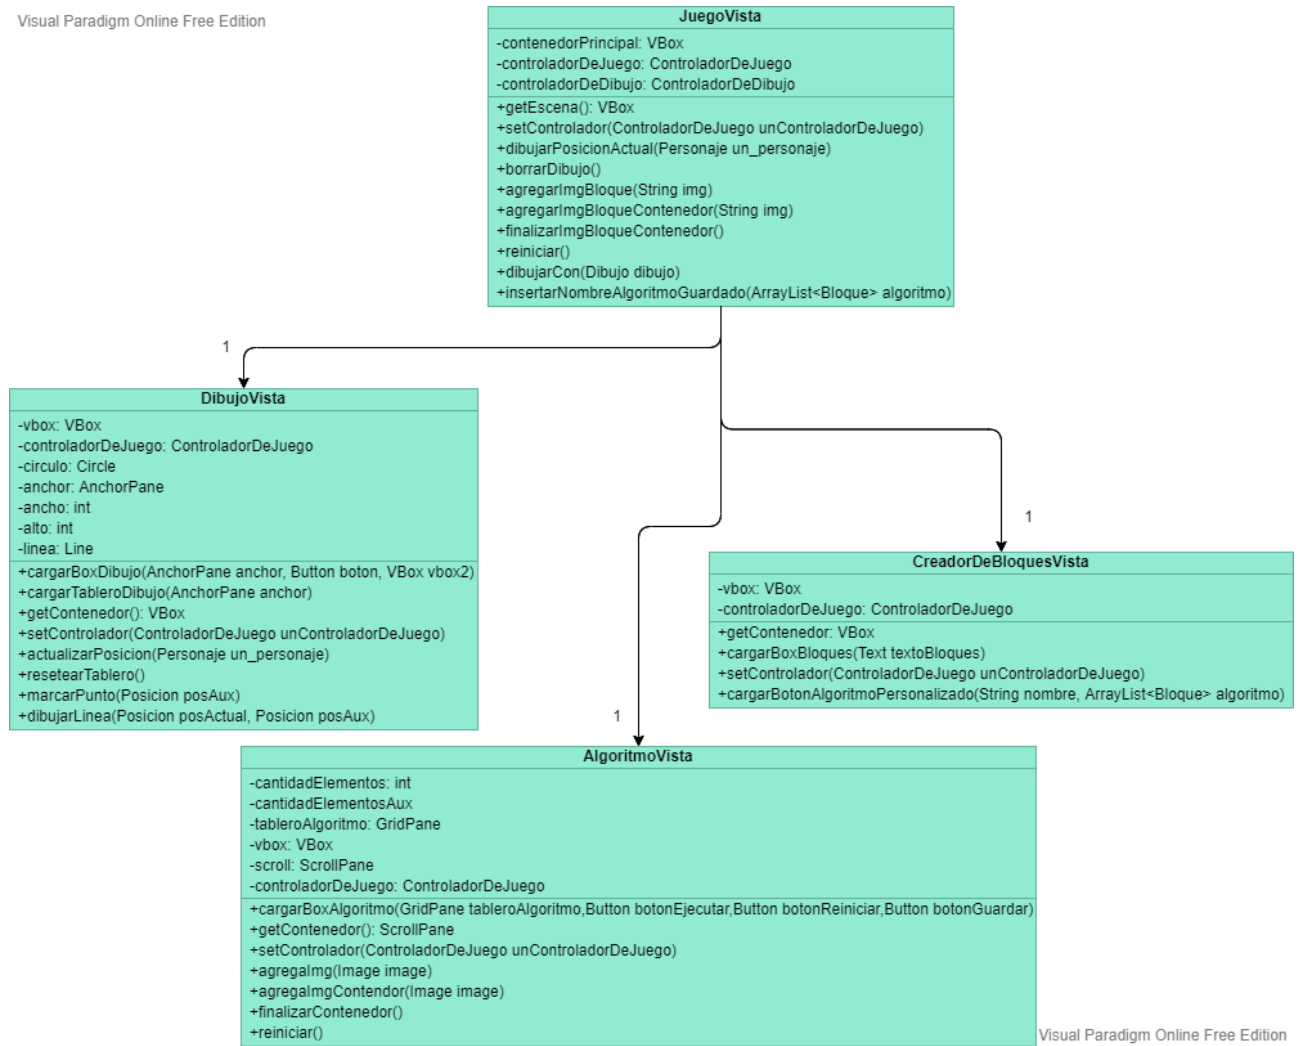 Visual Paradigm Online Free Edition
JuegoVista
-contenedorPrincipal: VBox
-controladorDeJuego: ControladorDeJuego
-controladorDeDibujo: ControladorDeDibujo
+getEscena(): VBox
+setControlador(ControladorDeJuego unControladorDeJuego)
+dibujarPosicionActual(Personaje un_personaje)
+borrarDibujo()
+agregarImgBloque(String img)
+agregarImgBloqueContenedor(String img)
+finalizarImgBloqueContenedor()
+reiniciar()
+dibujarCon(Dibujo dibujo)
+insertarNombreAlgoritmoGuardado(ArrayList<Bloque> algoritmo)
1
DibujoVista
-vbox: VBox
-controladorDeJuego: ControladorDeJuego
-circulo: Circle
-anchor: AnchorPane
-ancho: int
-alto: int
-linea: Line
+cargarBoxDibujo(AnchorPane anchor, Button boton, VBox vbox2)
+cargarTableroDibujo(AnchorPane anchor)
+getContenedor(): VBox
+setControlador(ControladorDeJuego unControladorDeJuego)
+actualizarPosicion(Personaje un_personaje)
+resetearTablero()
+marcarPunto(Posicion posAux)
+dibujarLinea(Posicion posActual, Posicion posAux)
1
CreadorDeBloquesVista
-vbox: VBox
-controladorDeJuego: ControladorDeJuego
+getContenedor: VBox
+cargarBoxBloques(Text textoBloques)
+setControlador(ControladorDeJuego unControladorDeJuego)
+cargarBotonAlgoritmoPersonalizado(String nombre, ArrayList<Bloque> algoritmo)
1
AlgoritmoVista
-cantidadElementos: int
-cantidadElementosAux
-tableroAlgoritmo: GridPane
-vbox: VBox
-scroll: ScrollPane
-controladorDeJuego: ControladorDeJuego
+cargarBoxAlgoritmo(GridPane tableroAlgoritmo,Button botonEjecutar,Button botonReiniciar,Button botonGuardar)
+getContenedor(): ScrollPane
+setControlador(ControladorDeJuego unControladorDeJuego)
+agregaImg(Image image)
+agregaImgContendor(Image image)
+finalizarContenedor()
+reiniciar()
Visual Paradigm Online Free Edition